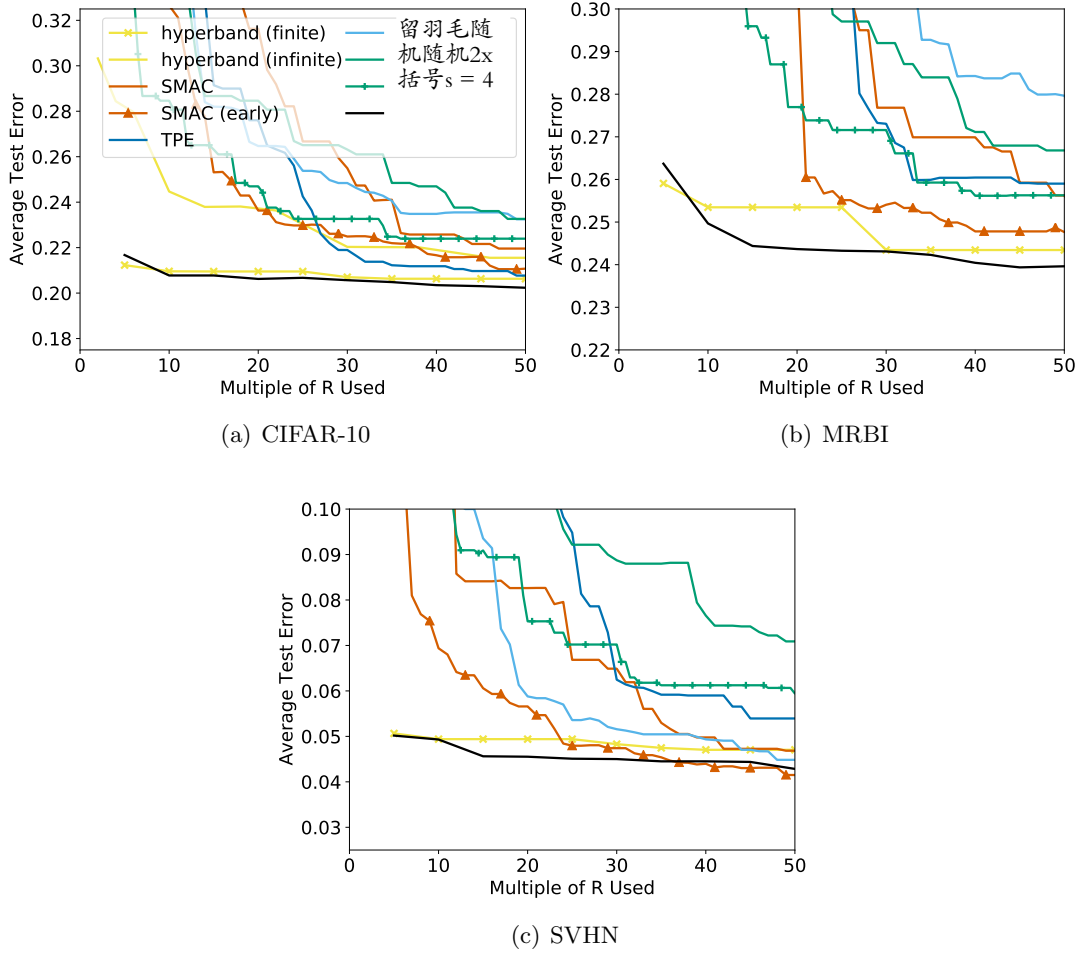 0.32
0.30
0.28
0.26
0.24
0.22
0.20
0.18
0
10
20
30
40
50
Average Test Error
Multiple of R Used
hyperband (finite)
hyperband (infinite)
SMAC
SMAC (early)
TPE
留羽毛随
机随机2x
括号s = 4
(a) CIFAR-10
0.30
0.29
0.28
0.27
0.26
0.25
0.24
0.23
0.22
0
10
20
30
40
50
Average Test Error
Multiple of R Used
(b) MRBI
0.10
0.09
0.08
0.07
0.06
0.05
0.04
0.03
0
10
20
30
40
50
Average Test Error
Multiple of R Used
(c) SVHN